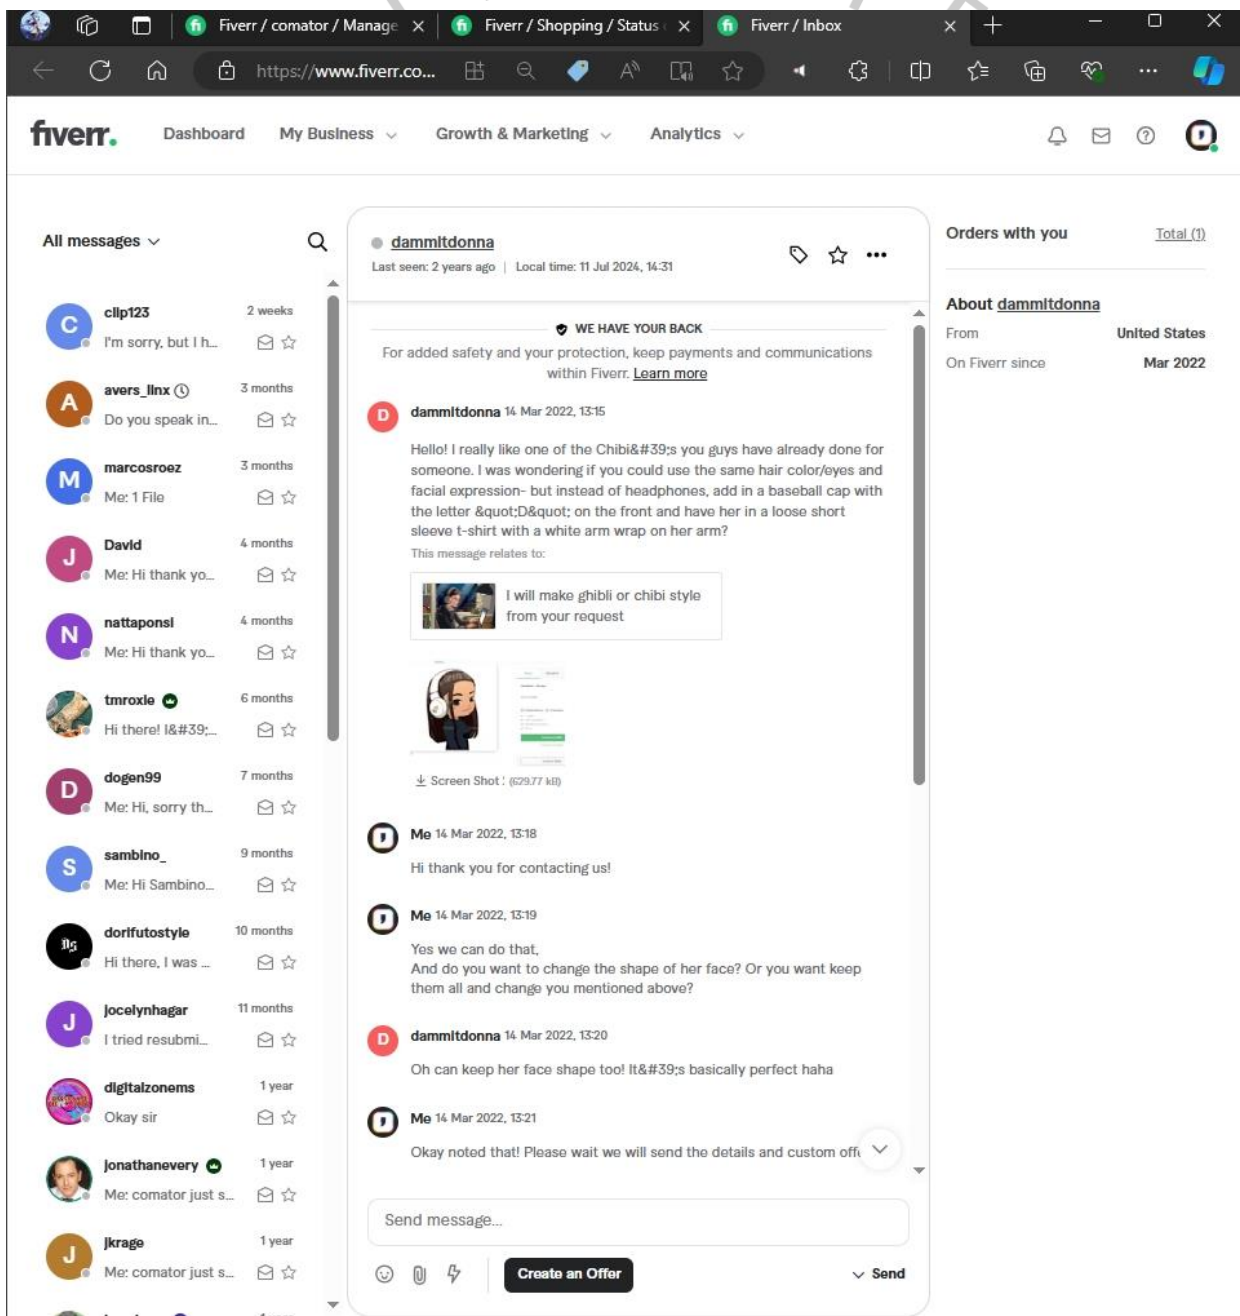 Fiverr / comator / Manage
Fiverr / Shopping / Status
Fiverr / Inbox
https://www.fiverr.co...
fiverr.
Dashboard
My Business
Growth & Marketing
Analytics
All messages
clip123
2 weeks
I'm sorry, but I h...
avers_linx
3 months
Do you speak in...
marcosroez
3 months
Me: 1 File
David
4 months
Me: Hi thank yo...
nattaponsi
4 months
Me: Hi thank yo...
tmroxie
6 months
Hi there! I&#39;...
dogen99
7 months
Me: Hi, sorry th...
sambino_
9 months
Me: Hi Sambino...
dorifutostyle
10 months
Hi there, I was ...
jocelynhagar
11 months
I tried resubmi...
digitalzonems
1 year
Okay sir
jonathanevery
1 year
Me: comator just s...
jkrage
1 year
Me: comator just s...
dammitdonna
Last seen: 2 years ago | Local time: 11 Jul 2024, 14:31
WE HAVE YOUR BACK
For added safety and your protection, keep payments and communications
within Fiverr. Learn more
D
dammitdonna 14 Mar 2022, 13:15
Hello! I really like one of the Chibi&#39;s you guys have already done for
someone. I was wondering if you could use the same hair color/eyes and
facial expression- but instead of headphones, add in a baseball cap with
the letter &quot;D&quot; on the front and have her in a loose short
sleeve t-shirt with a white arm wrap on her arm?
This message relates to:
I will make ghibli or chibi style
from your request
Screen Shot (629.77 kB)
Me 14 Mar 2022, 13:18
Hi thank you for contacting us!
Me 14 Mar 2022, 13:19
Yes we can do that,
And do you want to change the shape of her face? Or you want keep
them all and change you mentioned above?
D
dammitdonna 14 Mar 2022, 13:20
Oh can keep her face shape too! It&#39;s basically perfect haha
Me 14 Mar 2022, 13:21
Okay noted that! Please wait we will send the details and custom off
Send message...
Create an Offer
Send
Orders with you
Total (1)
About dammitdonna
From
United States
On Fiverr since
Mar 2022